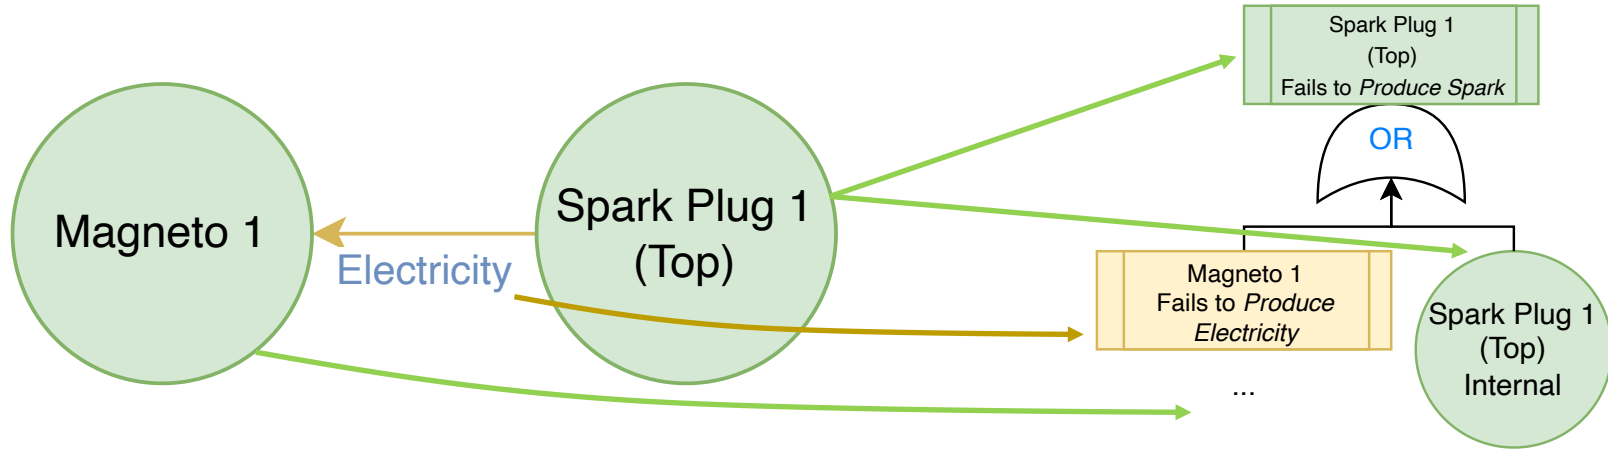 Magneto 1
Electricity
Spark Plug 1
(Top)
Spark Plug 1
(Top)
Fails to Produce Spark
OR
Magneto 1
Fails to Produce
Electricity
...
Spark Plug 1
(Top)
Internal